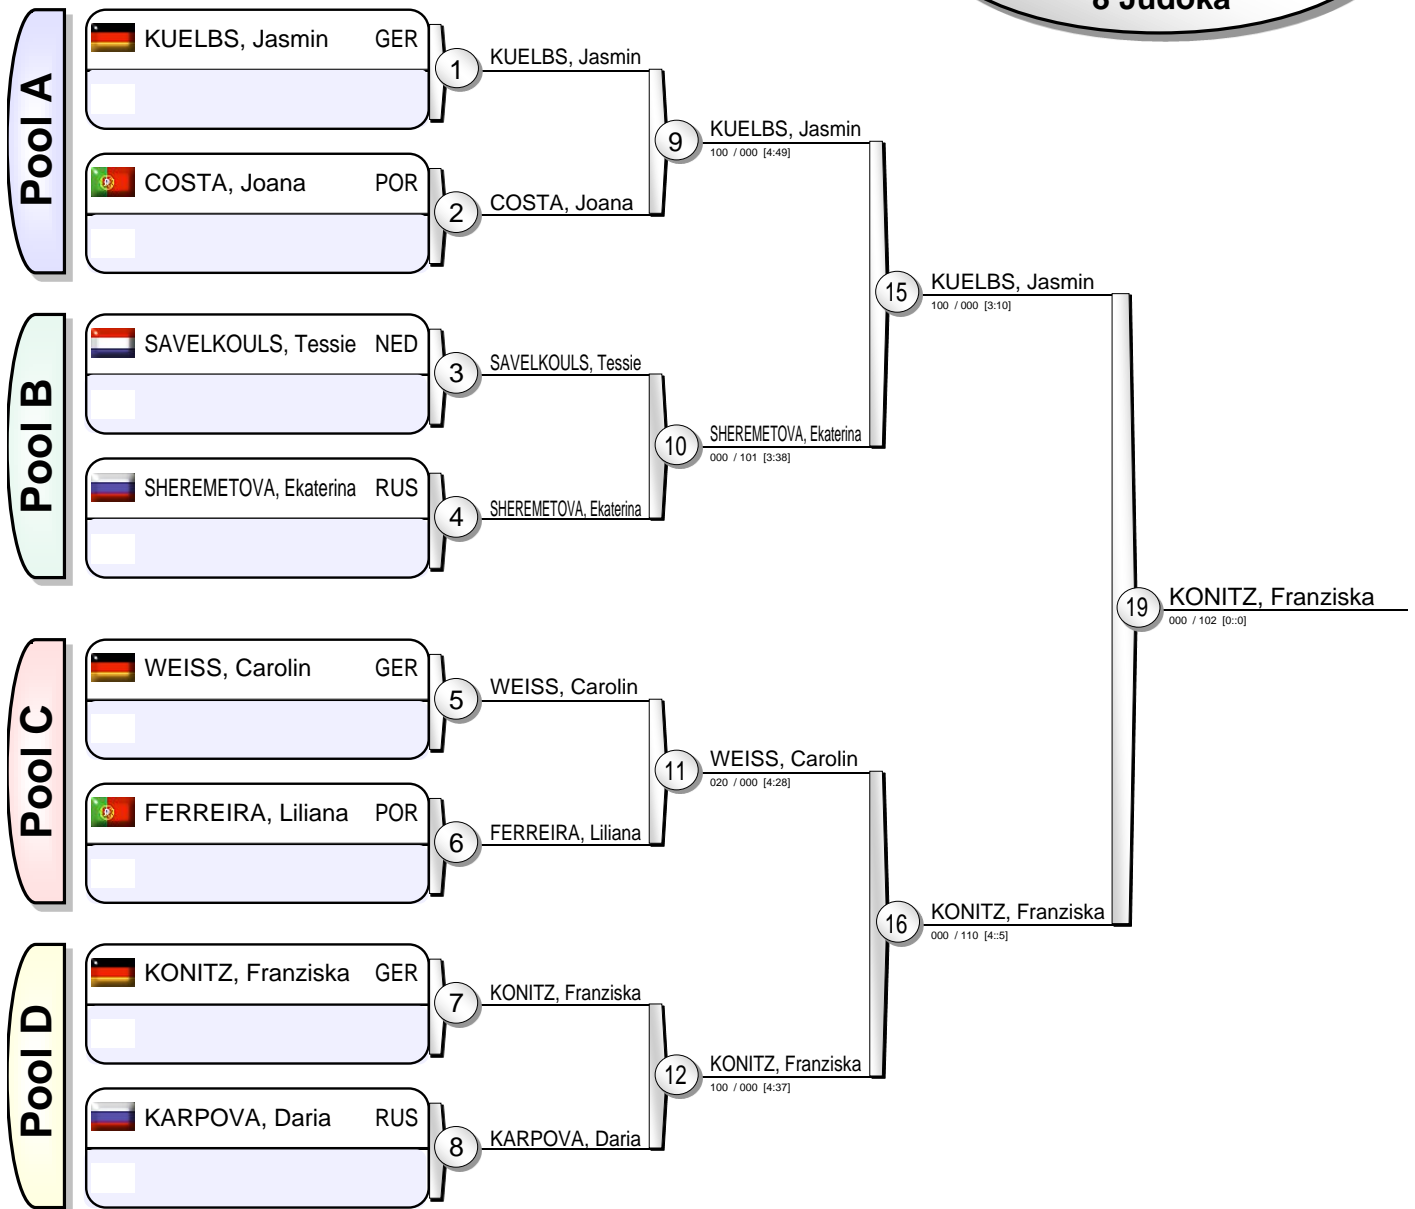 8 Judoka
Pool A
KUELBS, Jasmin GER
1
KUELBS, Jasmin
COSTA, Joana POR
2
COSTA, Joana
9
KUELBS, Jasmin
100 / 000 [4:49]
Pool B
SAVELKOULS, Tessie NED
3
SAVELKOULS, Tessie
SHEREMETOVA, Ekaterina RUS
4
SHEREMETOVA, Ekaterina
10
SHEREMETOVA, Ekaterina
000 / 101 [3:38]
15
KUELBS, Jasmin
100 / 000 [3:10]
Pool C
WEISS, Carolin GER
5
WEISS, Carolin
FERREIRA, Liliana POR
6
FERREIRA, Liliana
11
WEISS, Carolin
020 / 000 [4:28]
Pool D
KONITZ, Franziska GER
7
KONITZ, Franziska
KARPOVA, Daria RUS
8
KARPOVA, Daria
12
KONITZ, Franziska
100 / 000 [4:37]
16
KONITZ, Franziska
000 / 110 [4::5]
19
KONITZ, Franziska
000 / 102 [0::0]